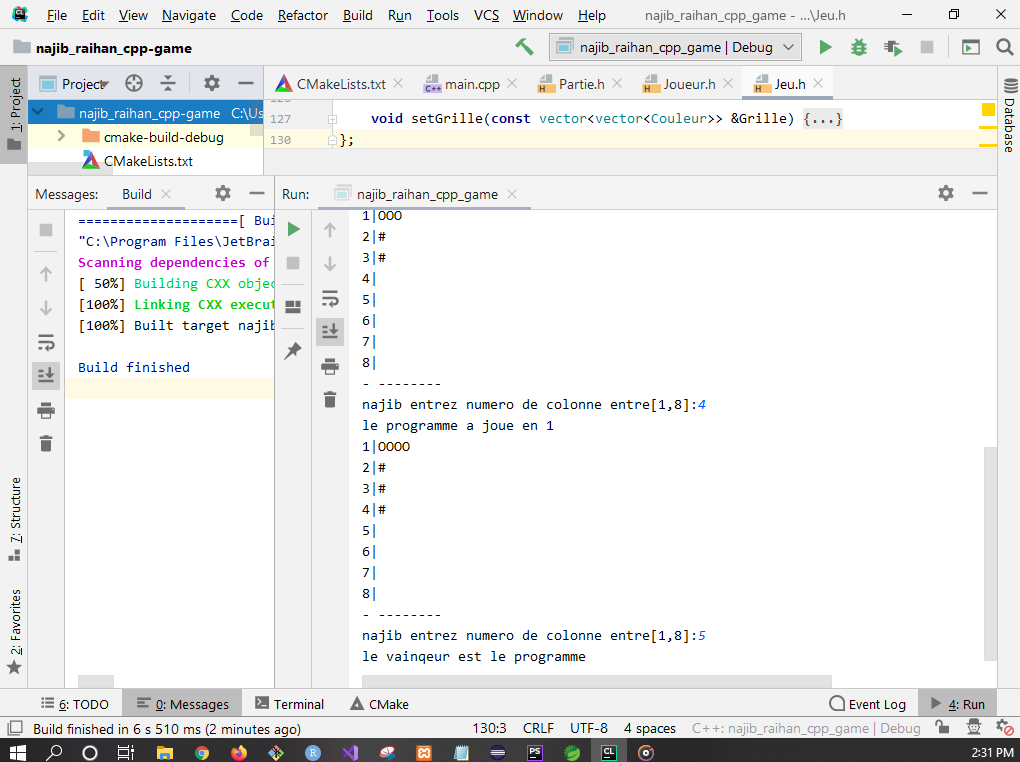 File Edit View Navigate Code Refactor Build Run Tools VCS Window Help najib_raihan_cpp_game - ...\Jeu.h
najib_raihan_cpp-game
najib_raihan_cpp_game | Debug
1: Project
Project
CMakeLists.txt
main.cpp
Partie.h
Joueur.h
Jeu.h
Database
najib_raihan_cpp-game C:\Us
cmake-build-debug
CMakeLists.txt
127 void setGrille(const vector<vector<Couleur>> &Grille) {...}
130 };
Messages: Build
Run: najib_raihan_cpp_game
====================[ Bui
"C:\Program Files\JetBrai
Scanning dependencies of
[ 50%] Building CXX objec
[100%] Linking CXX execut
[100%] Built target najib
Build finished
1|OOO
2|#
3|#
4|
5|
6|
7|
8|
- --------
najib entrez numero de colonne entre[1,8]:4
le programme a joue en 1
1|OOOO
2|#
3|#
4|#
5|
6|
7|
8|
- --------
najib entrez numero de colonne entre[1,8]:5
le vainqeur est le programme
7: Structure
2: Favorites
6: TODO
0: Messages
Terminal
CMake
Event Log
4: Run
Build finished in 6 s 510 ms (2 minutes ago)
130:3 CRLF UTF-8 4 spaces C++: najib_raihan_cpp_game | Debug
2:31 PM